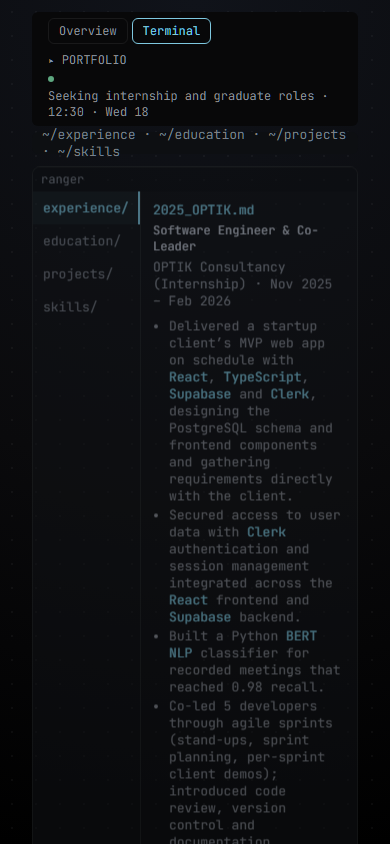 Overview Terminal
▸ PORTFOLIO
Seeking internship and graduate roles ·
12:30 · Wed 18
~/experience · ~/education · ~/projects
· ~/skills
ranger
experience/
education/
projects/
skills/
2025_OPTIK.md
Software Engineer & Co-
Leader
OPTIK Consultancy
(Internship) · Nov 2025
– Feb 2026
• Delivered a startup
client’s MVP web app
on schedule with
React, TypeScript,
Supabase and Clerk,
designing the
PostgreSQL schema and
frontend components
and gathering
requirements directly
with the client.
• Secured access to user
data with Clerk
authentication and
session management
integrated across the
React frontend and
Supabase backend.
• Built a Python BERT
NLP classifier for
recorded meetings that
reached 0.98 recall.
• Co-led 5 developers
through agile sprints
(stand-ups, sprint
planning, per-sprint
client demos);
introduced code
review, version
control and
documentation